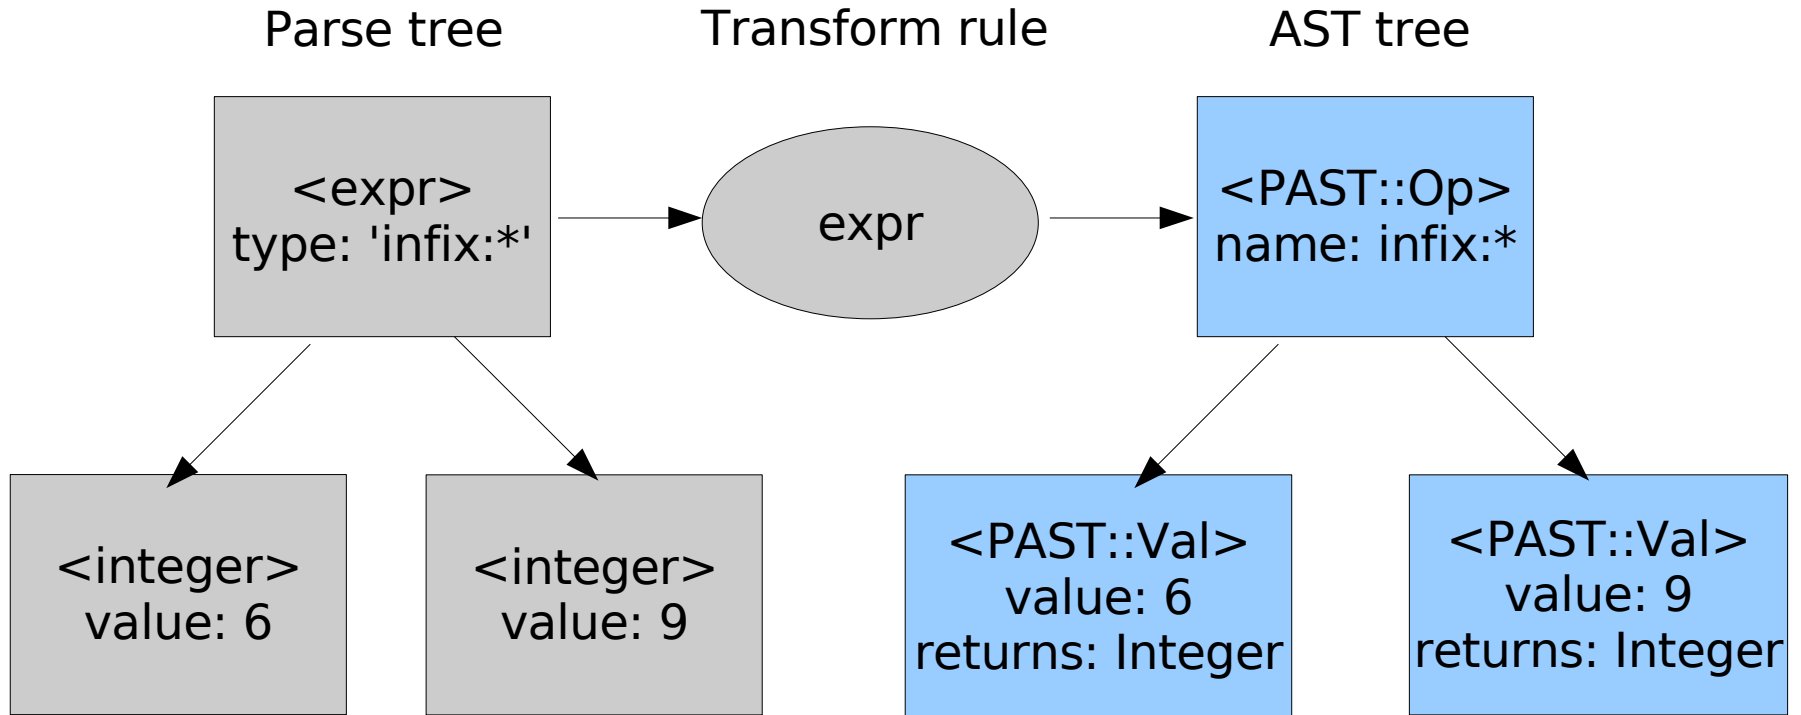 Parse tree
Transform rule
AST tree
<expr>
type: 'infix:*'
expr
<PAST::Op>
name: infix:*
<integer>
value: 6
<integer>
value: 9
<PAST::Val>
value: 6
returns: Integer
<PAST::Val>
value: 9
returns: Integer